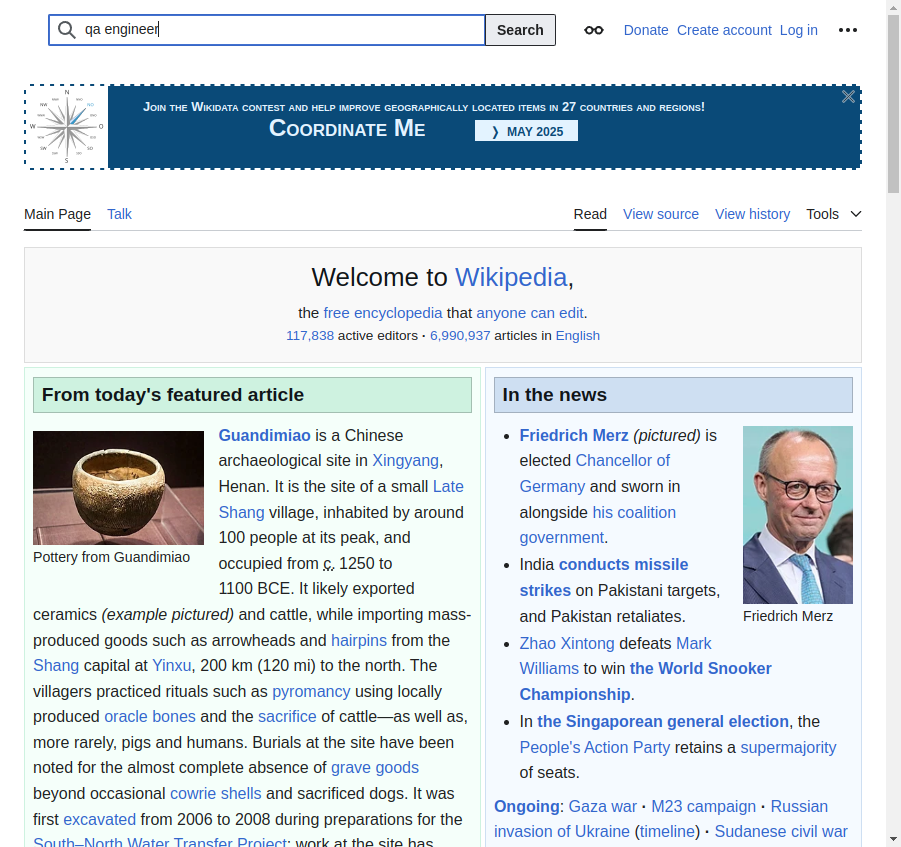 qa engineer
Search
Donate Create account Log in
Join the Wikidata contest and help improve geographically located items in 27 countries and regions!
Coordinate Me
❭ MAY 2025
N
W
O
S
NW
NO
SW
SO
Main Page Talk
Read View source View history Tools
Welcome to Wikipedia,
the free encyclopedia that anyone can edit.
117,838 active editors · 6,990,937 articles in English
From today's featured article
Pottery from Guandimiao
Guandimiao is a Chinese
archaeological site in Xingyang,
Henan. It is the site of a small Late
Shang village, inhabited by around
100 people at its peak, and
occupied from c. 1250 to
1100 BCE. It likely exported
ceramics (example pictured) and cattle, while importing mass-
produced goods such as arrowheads and hairpins from the
Shang capital at Yinxu, 200 km (120 mi) to the north. The
villagers practiced rituals such as pyromancy using locally
produced oracle bones and the sacrifice of cattle—as well as,
more rarely, pigs and humans. Burials at the site have been
noted for the almost complete absence of grave goods
beyond occasional cowrie shells and sacrificed dogs. It was
first excavated from 2006 to 2008 during preparations for the
South–North Water Transfer Project; work at the site has
In the news
Friedrich Merz (pictured) is
elected Chancellor of
Germany and sworn in
alongside his coalition
government.
Friedrich Merz
India conducts missile
strikes on Pakistani targets,
and Pakistan retaliates.
Zhao Xintong defeats Mark
Williams to win the World Snooker
Championship.
In the Singaporean general election, the
People's Action Party retains a supermajority
of seats.
Ongoing: Gaza war · M23 campaign · Russian
invasion of Ukraine (timeline) · Sudanese civil war